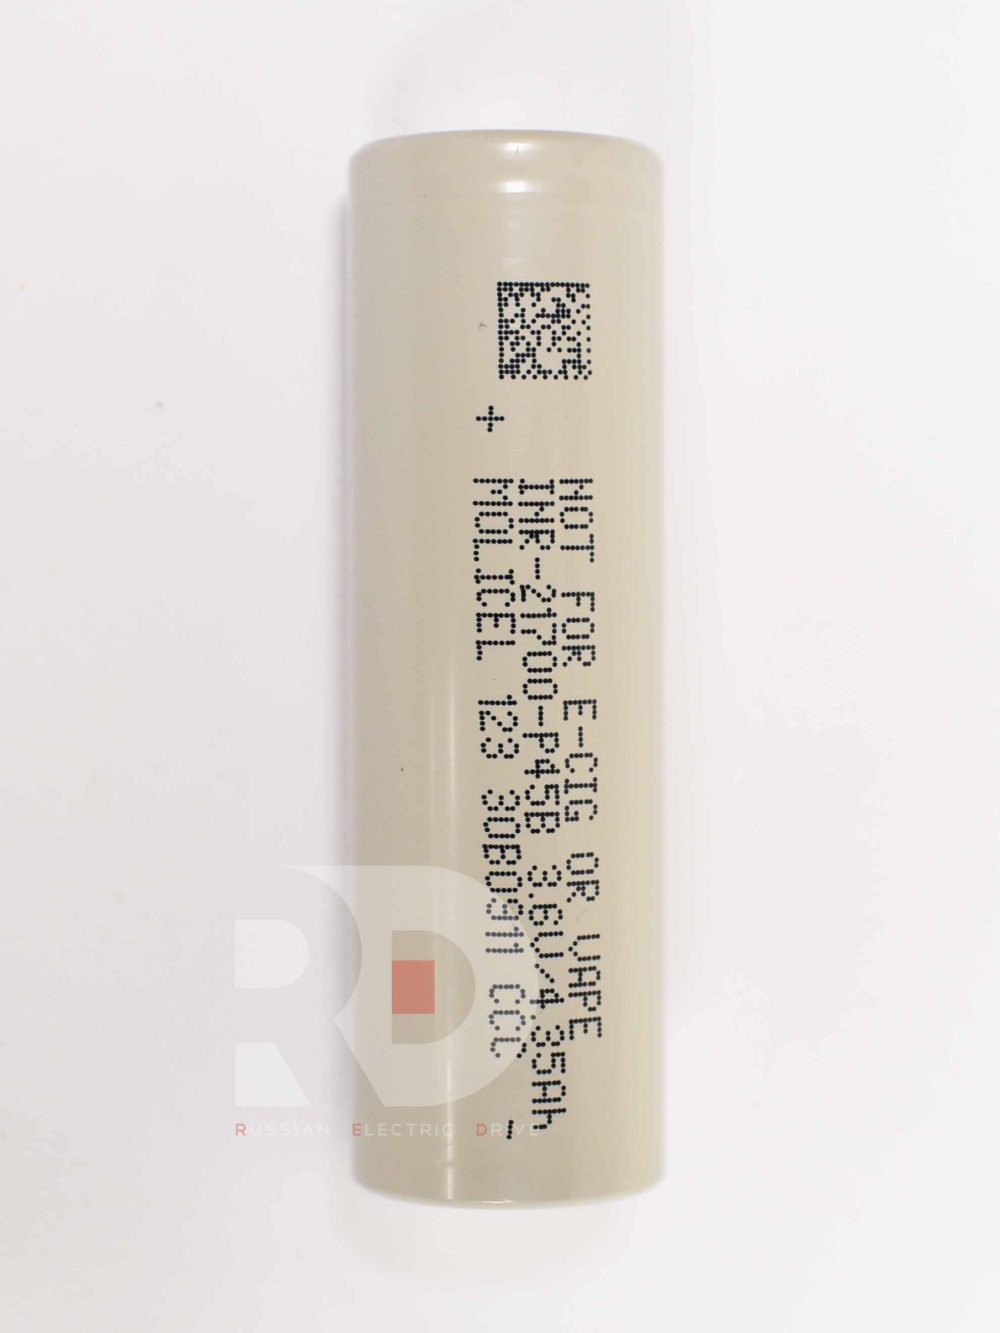 +
NOT FOR E-CIG OR VAPE
INR-21700-P45B 3.6V/4.35Ah
MOLICEL 123 30B0911 CCC
-
RD
RUSSIAN ELECTRIC DRIVE